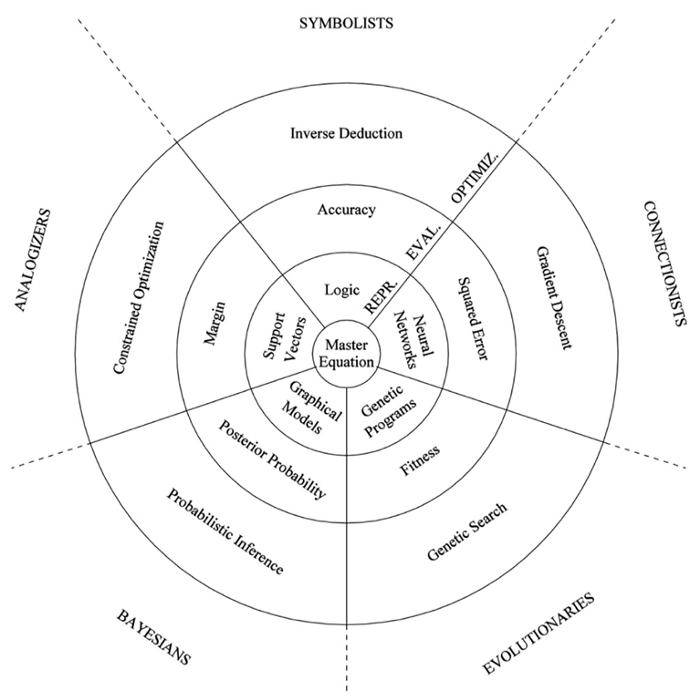 SYMBOLISTS
Inverse Deduction
OPTIMIZ.
Accuracy
EVAL.
Logic
REPR.
ANALOGIZERS
Constrained Optimization
Margin
Support
Vectors
Master
Equation
Neural
Networks
Squared Error
Gradient Descent
CONNECTIONISTS
Graphical
Models
Genetic
Programs
Posterior Probability
Fitness
Probabilistic Inference
Genetic Search
BAYESIANS
EVOLUTIONARIES